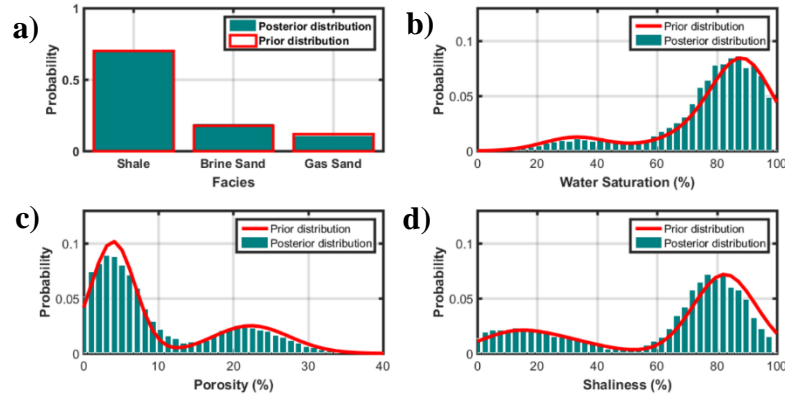 a)
Probability
1
0.5
0
Posterior distribution
Prior distribution
Shale
Brine Sand
Gas Sand
Facies
b)
Probability
0.1
0.05
0
Prior distribution
Posterior distribution
0 20 40 60 80 100
Water Saturation (%)
c)
Probability
0.1
0.05
0
Prior distribution
Posterior distribution
0 10 20 30 40
Porosity (%)
d)
Probability
0.1
0.05
0
Prior distribution
Posterior distribution
0 20 40 60 80 100
Shaliness (%)